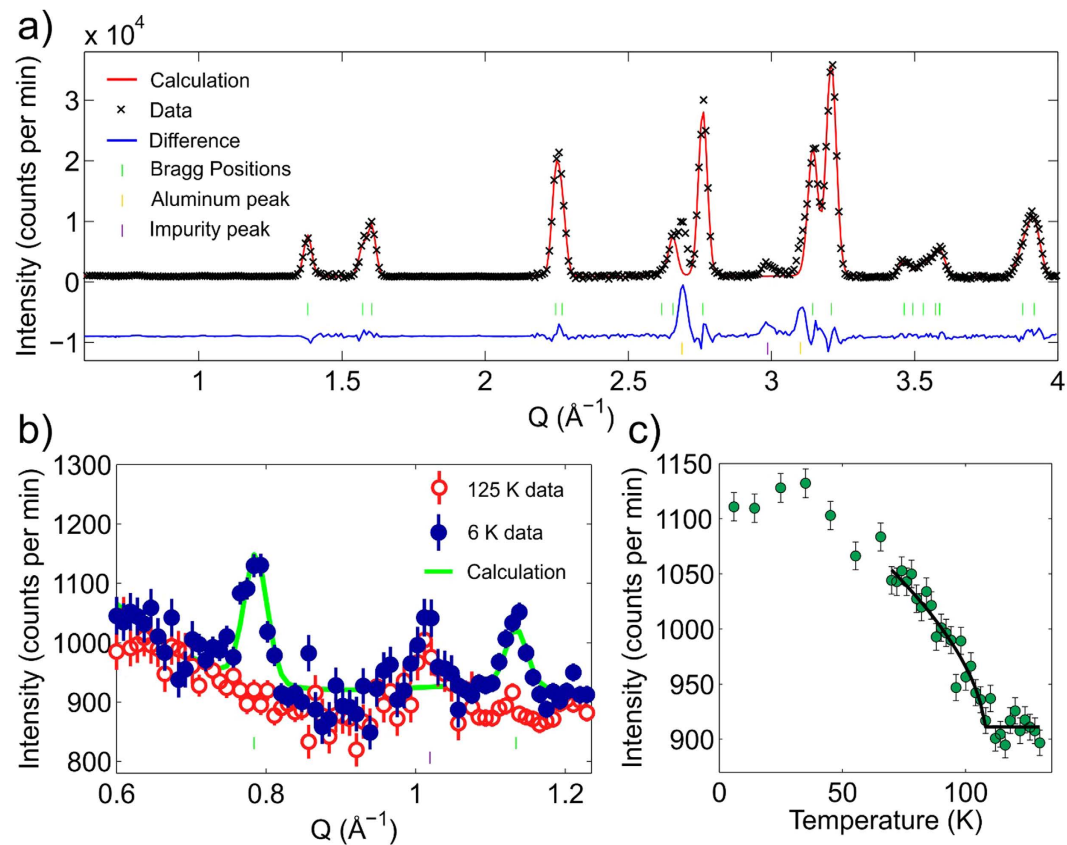 a)
x 10⁴
Intensity (counts per min)
3
2
1
0
−1
Calculation
Data
Difference
Bragg Positions
Aluminum peak
Impurity peak
1
1.5
2
2.5
3
3.5
4
Q (Å⁻¹)
b)
Intensity (counts per min)
1300
1200
1100
1000
900
800
125 K data
6 K data
Calculation
0.6
0.8
1
1.2
Q (Å⁻¹)
c)
Intensity (counts per min)
1150
1100
1050
1000
950
900
0
50
100
Temperature (K)